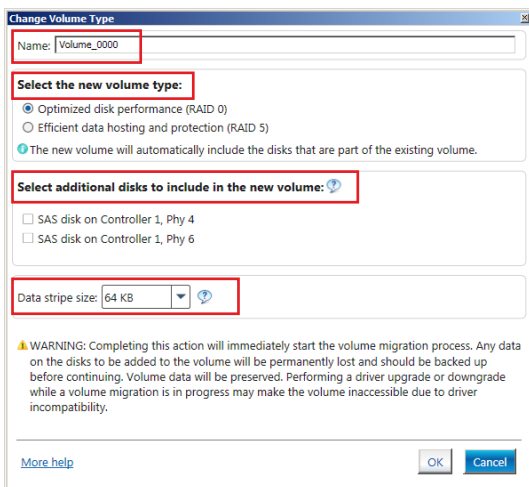 Change Volume Type
Name: Volume_0000
Select the new volume type:
Optimized disk performance (RAID 0)
Efficient data hosting and protection (RAID 5)
The new volume will automatically include the disks that are part of the existing volume.
Select additional disks to include in the new volume:
SAS disk on Controller 1, Phy 4
SAS disk on Controller 1, Phy 6
Data stripe size: 64 KB
WARNING: Completing this action will immediately start the volume migration process. Any data
on the disks to be added to the volume will be permanently lost and should be backed up
before continuing. Volume data will be preserved. Performing a driver upgrade or downgrade
while a volume migration is in progress may make the volume inaccessible due to driver
incompatibility.
More help
OK
Cancel